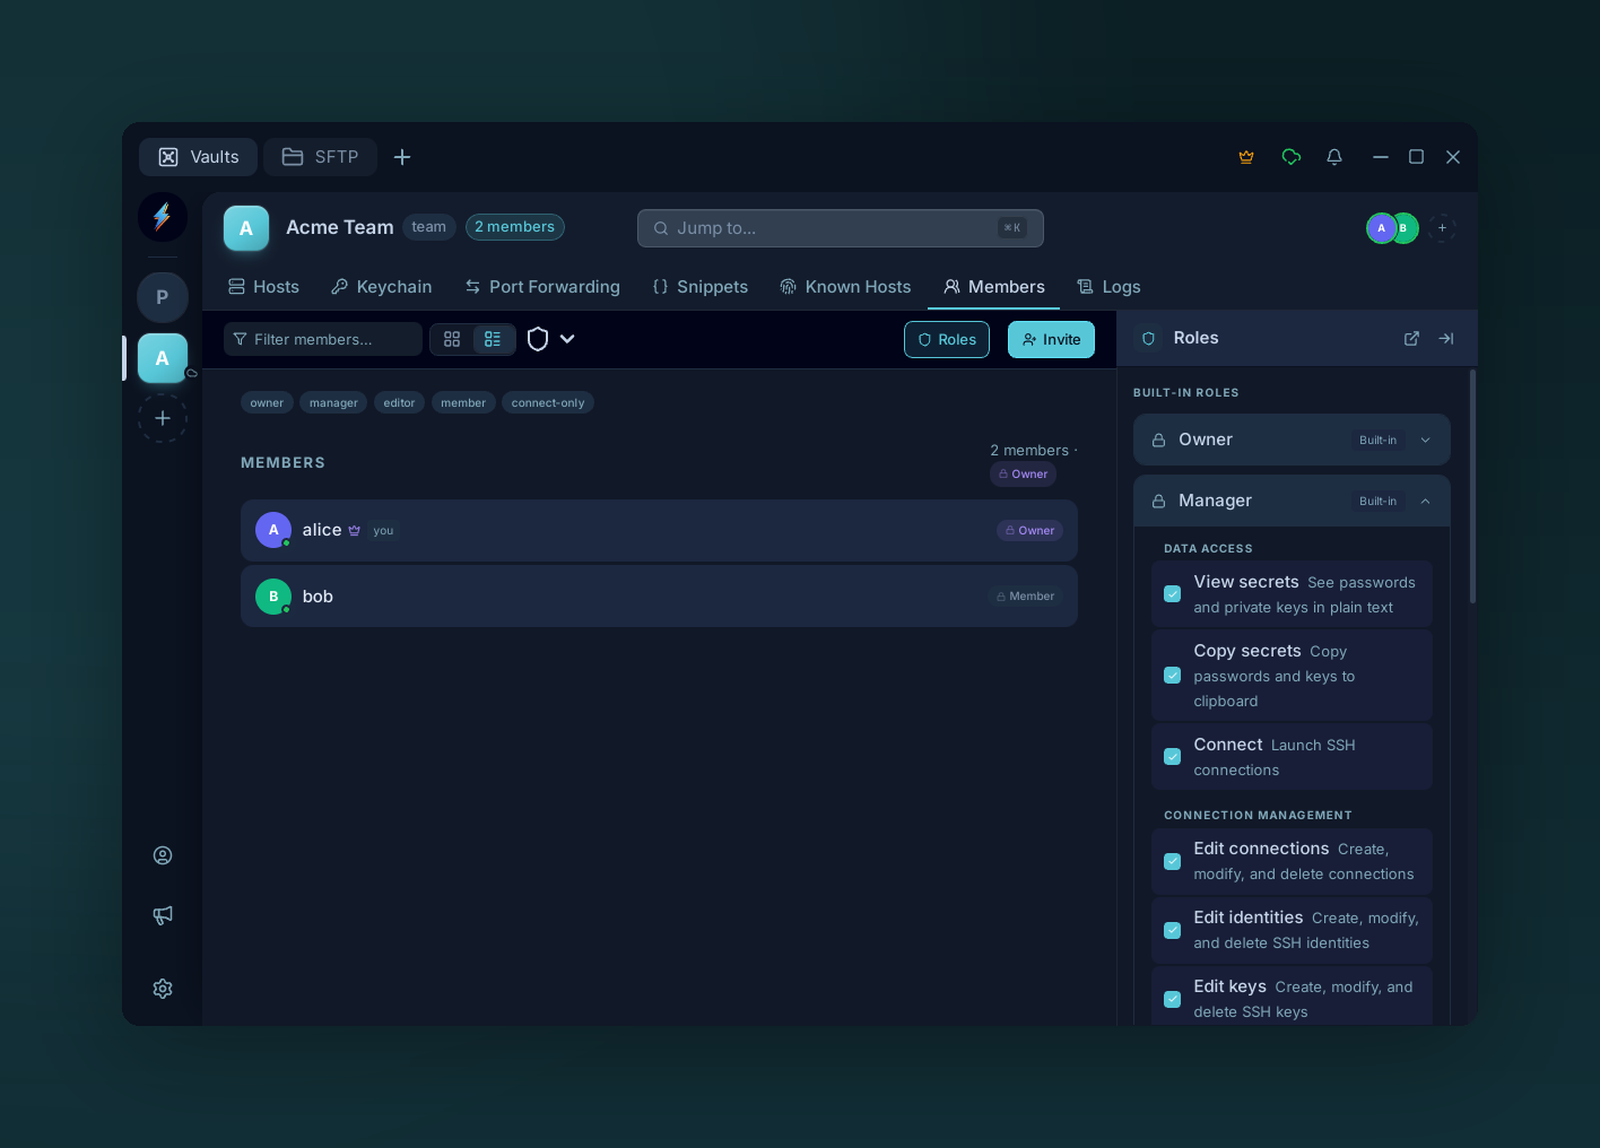 Vaults
SFTP
A
Acme Team
team
2 members
Jump to...
⌘K
A
B
P
A
Hosts
Keychain
Port Forwarding
Snippets
Known Hosts
Members
Logs
Filter members...
Roles
Invite
owner
manager
editor
member
connect-only
MEMBERS
2 members ·
Owner
A
alice
you
Owner
B
bob
Member
Roles
BUILT-IN ROLES
Owner
Built-in
Manager
Built-in
DATA ACCESS
View secrets See passwords
and private keys in plain text
Copy secrets Copy
passwords and keys to
clipboard
Connect Launch SSH
connections
CONNECTION MANAGEMENT
Edit connections Create,
modify, and delete connections
Edit identities Create, modify,
and delete SSH identities
Edit keys Create, modify, and
delete SSH keys